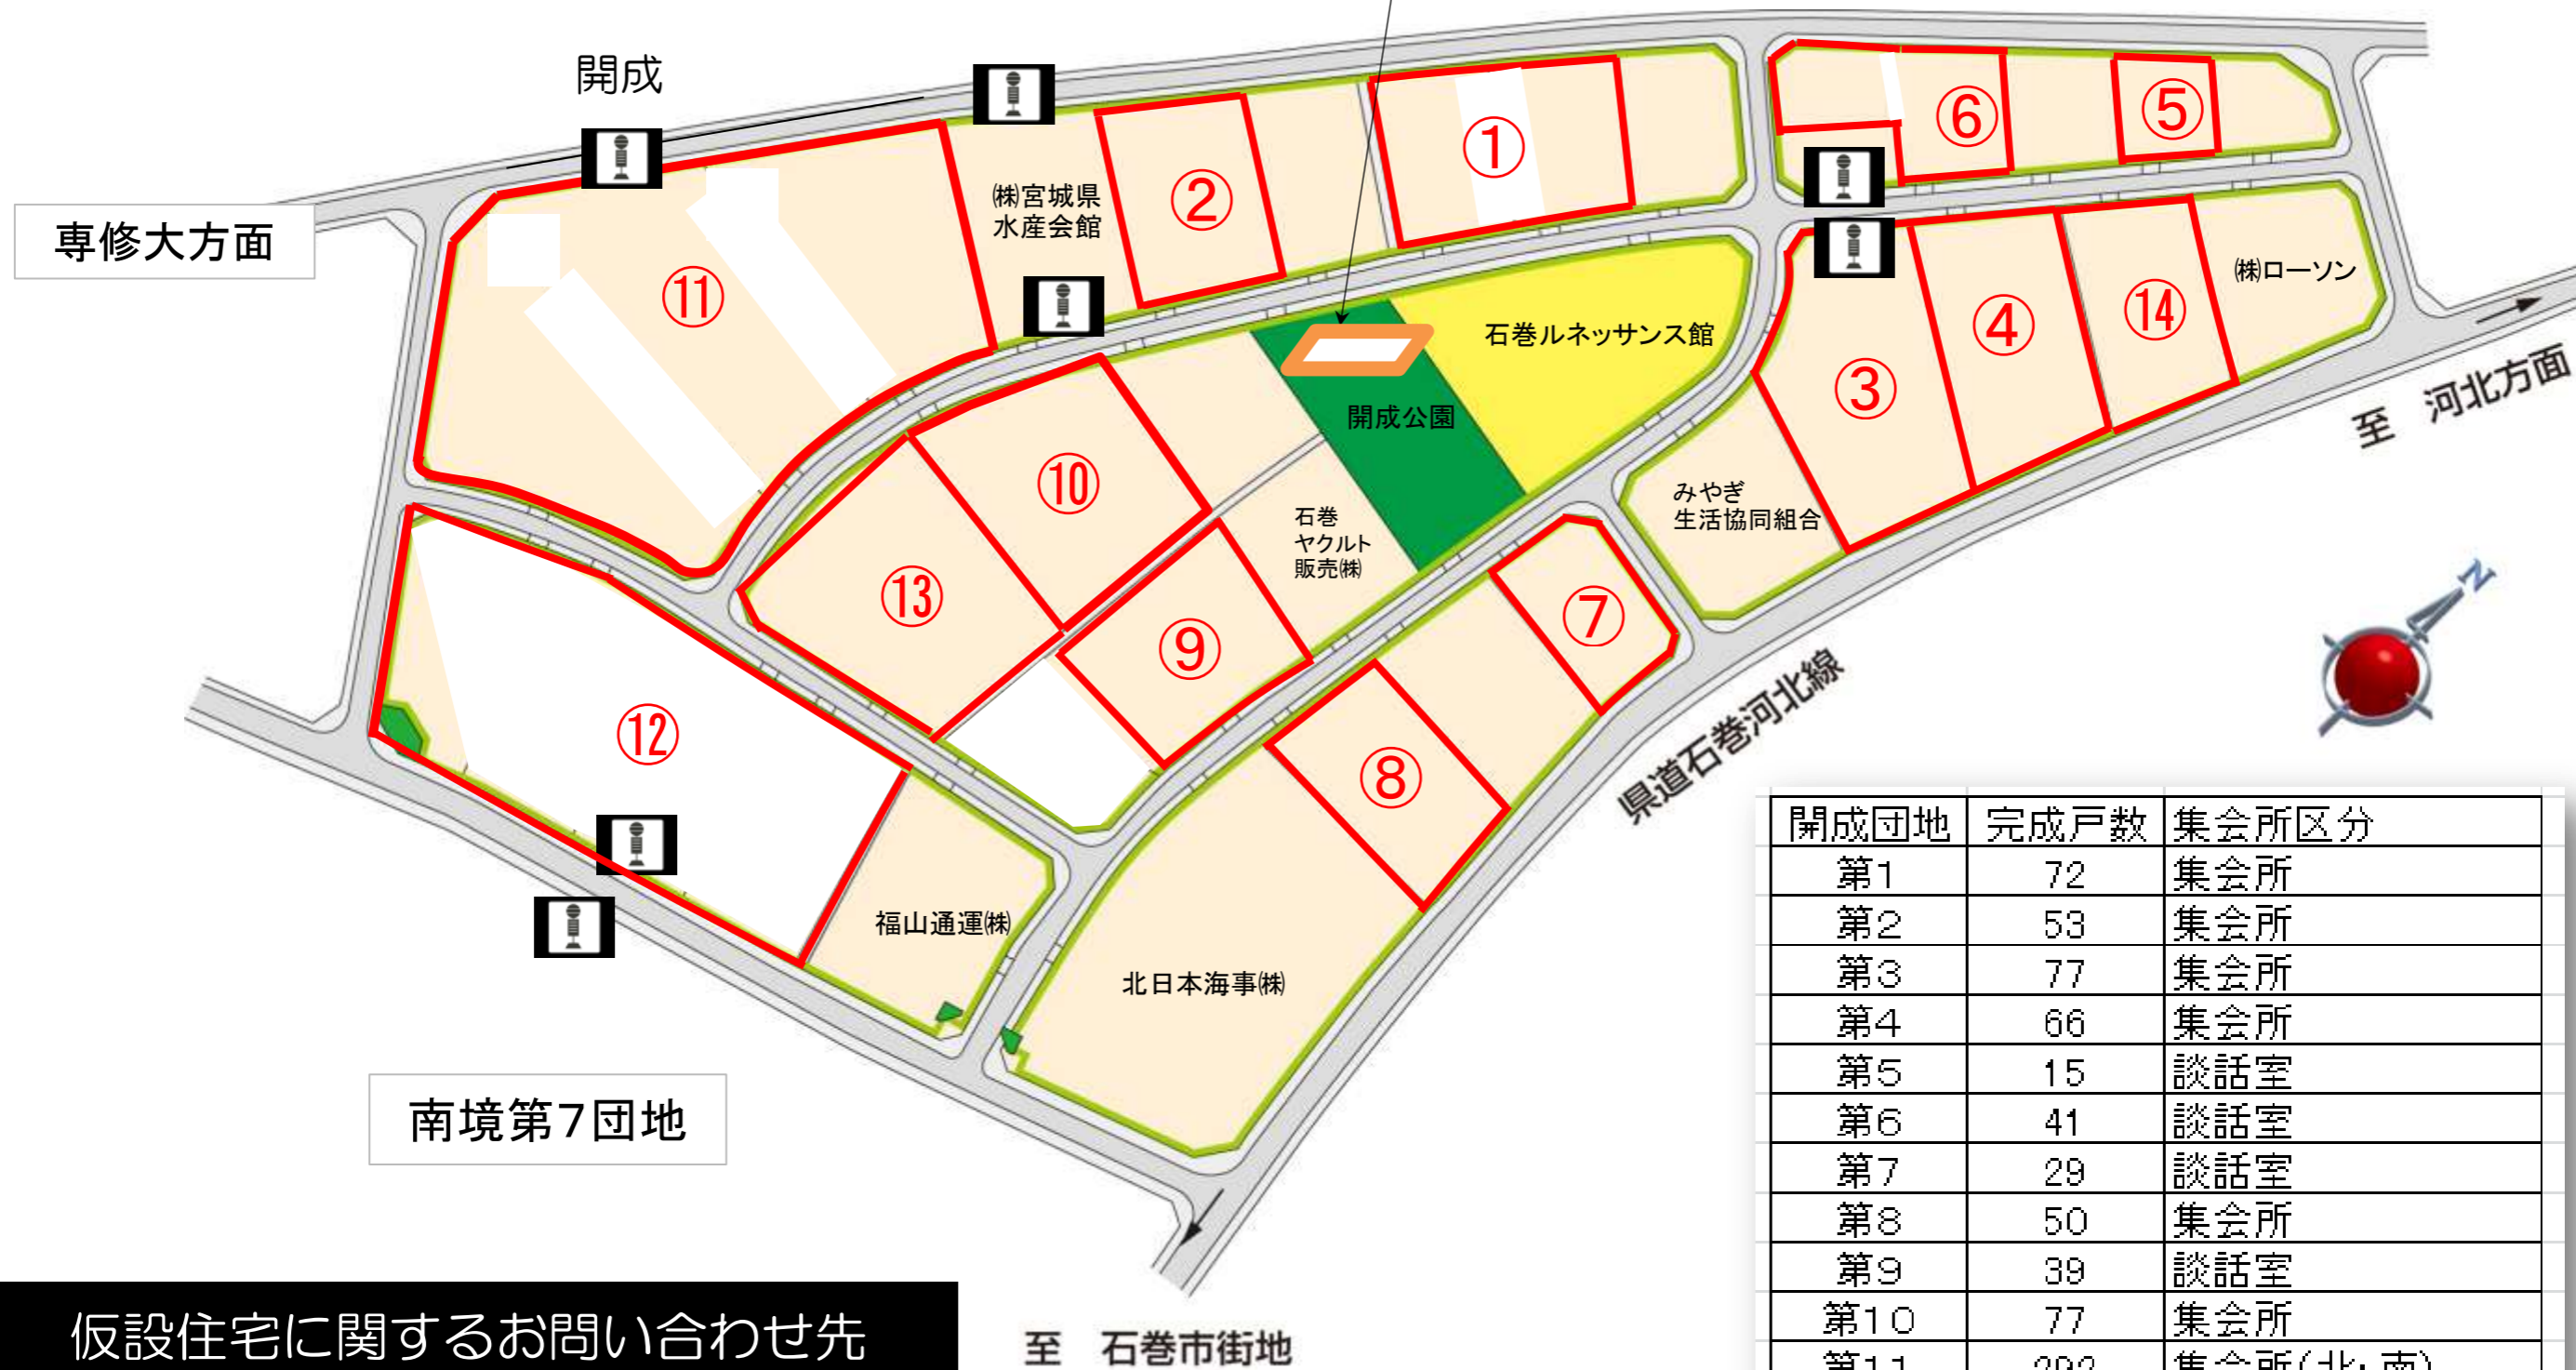 開成
専修大方面
⑪
㈱宮城県
水産会館
②
①
⑥
⑤
㈱ローソン
石巻ルネッサンス館
開成公園
③
④
⑭
至 河北方面
みやぎ
生活協同組合
⑩
⑬
石巻
ヤクルト
販売㈱
⑨
⑦
⑫
⑧
県道石巻河北線
N
福山通運㈱
北日本海事㈱
南境第7団地
仮設住宅に関するお問い合わせ先
至 石巻市街地
開成団地 完成戸数 集会所区分
第1 72 集会所
第2 53 集会所
第3 77 集会所
第4 66 集会所
第5 15 談話室
第6 41 談話室
第7 29 談話室
第8 50 集会所
第9 39 談話室
第10 77 集会所
第11 292 集会所(北・南)